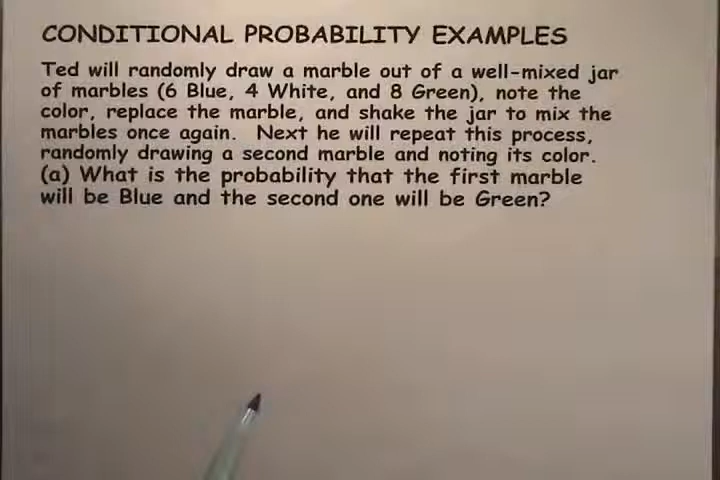 CONDITIONAL PROBABILITY EXAMPLES
Ted will randomly draw a marble out of a well-mixed jar
of marbles (6 Blue, 4 White, and 8 Green), note the
color, replace the marble, and shake the jar to mix the
marbles once again.  Next he will repeat this process,
randomly drawing a second marble and noting its color.
(a) What is the probability that the first marble
will be Blue and the second one will be Green?